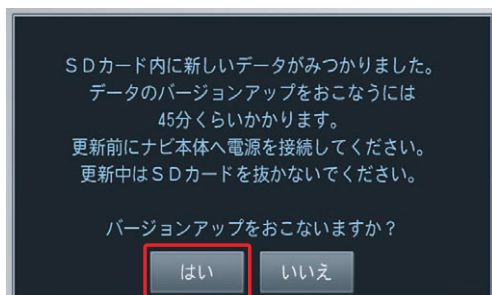 ＳＤカード内に新しいデータがみつかりました。
データのバージョンアップをおこなうには
45分くらいかかります。
更新前にナビ本体へ電源を接続してください。
更新中はＳＤカードを抜かないでください。
バージョンアップをおこないますか？
はい
いいえ